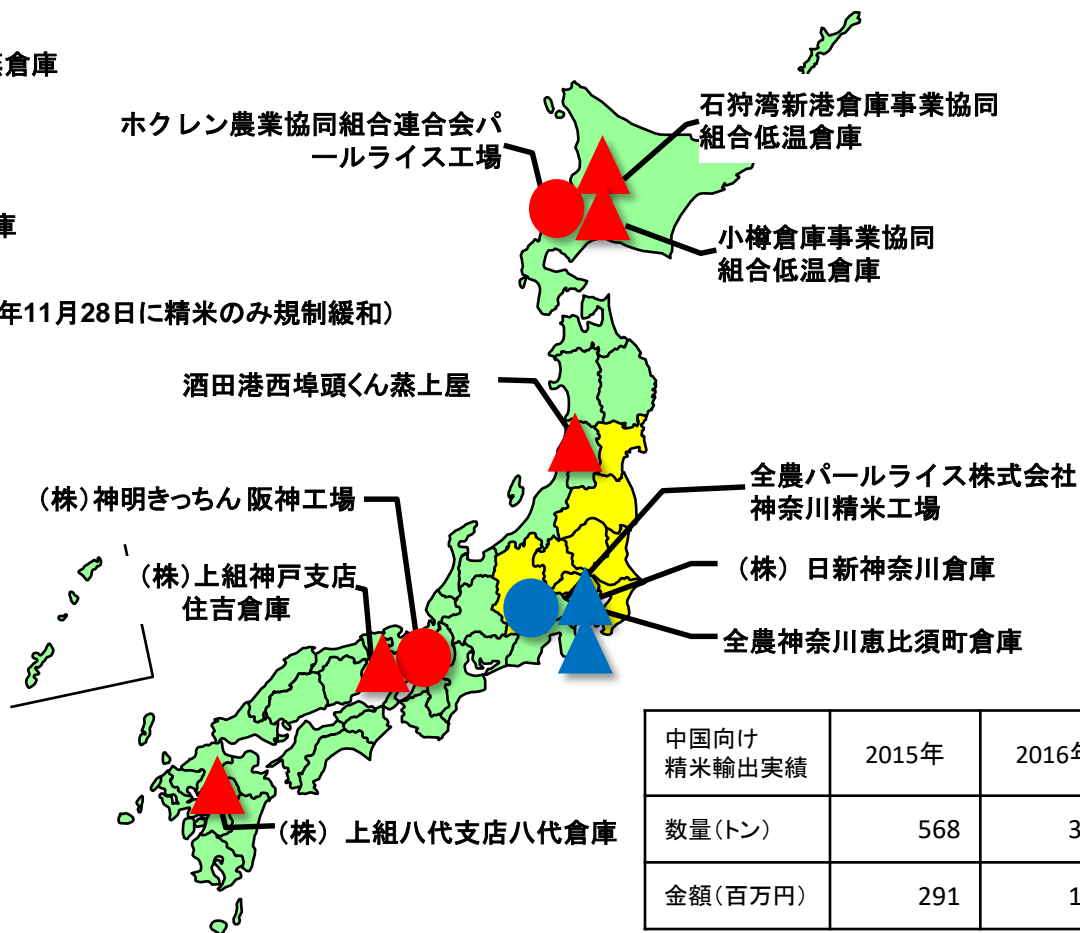 倉庫
石狩湾新港倉庫事業協同
組合低温倉庫
ホクレン農業協同組合連合会パ
ールライス工場
庫
小樽倉庫事業協同
組合低温倉庫
年11月28日に精米のみ規制緩和）
酒田港西埠頭くん蒸上屋
（株）神明きっちん 阪神工場
全農パールライス株式会社
神奈川精米工場
（株）上組神戸支店
住吉倉庫
（株） 日新神奈川倉庫
全農神奈川恵比須町倉庫
（株） 上組八代支店八代倉庫
中国向け
精米輸出実績
2015年
2016年
数量（トン）
568
3
金額（百万円）
291
1